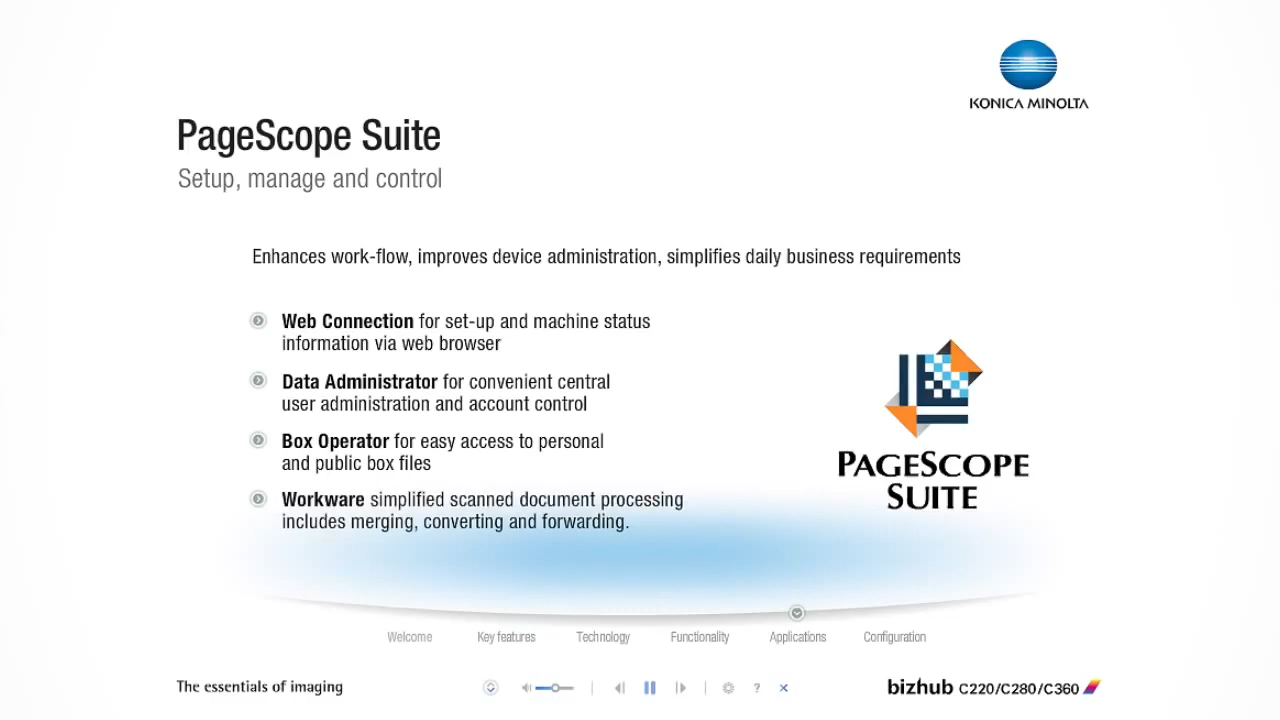 KONICA MINOLTA
PageScope Suite
Setup, manage and control
Enhances work-flow, improves device administration, simplifies daily business requirements
Web Connection for set-up and machine status
information via web browser
Data Administrator for convenient central
user administration and account control
Box Operator for easy access to personal
and public box files
Workware simplified scanned document processing
includes merging, converting and forwarding.
PAGESCOPE
SUITE
Welcome Key features Technology Functionality Applications Configuration
The essentials of imaging
?
bizhub C220/C280/C360